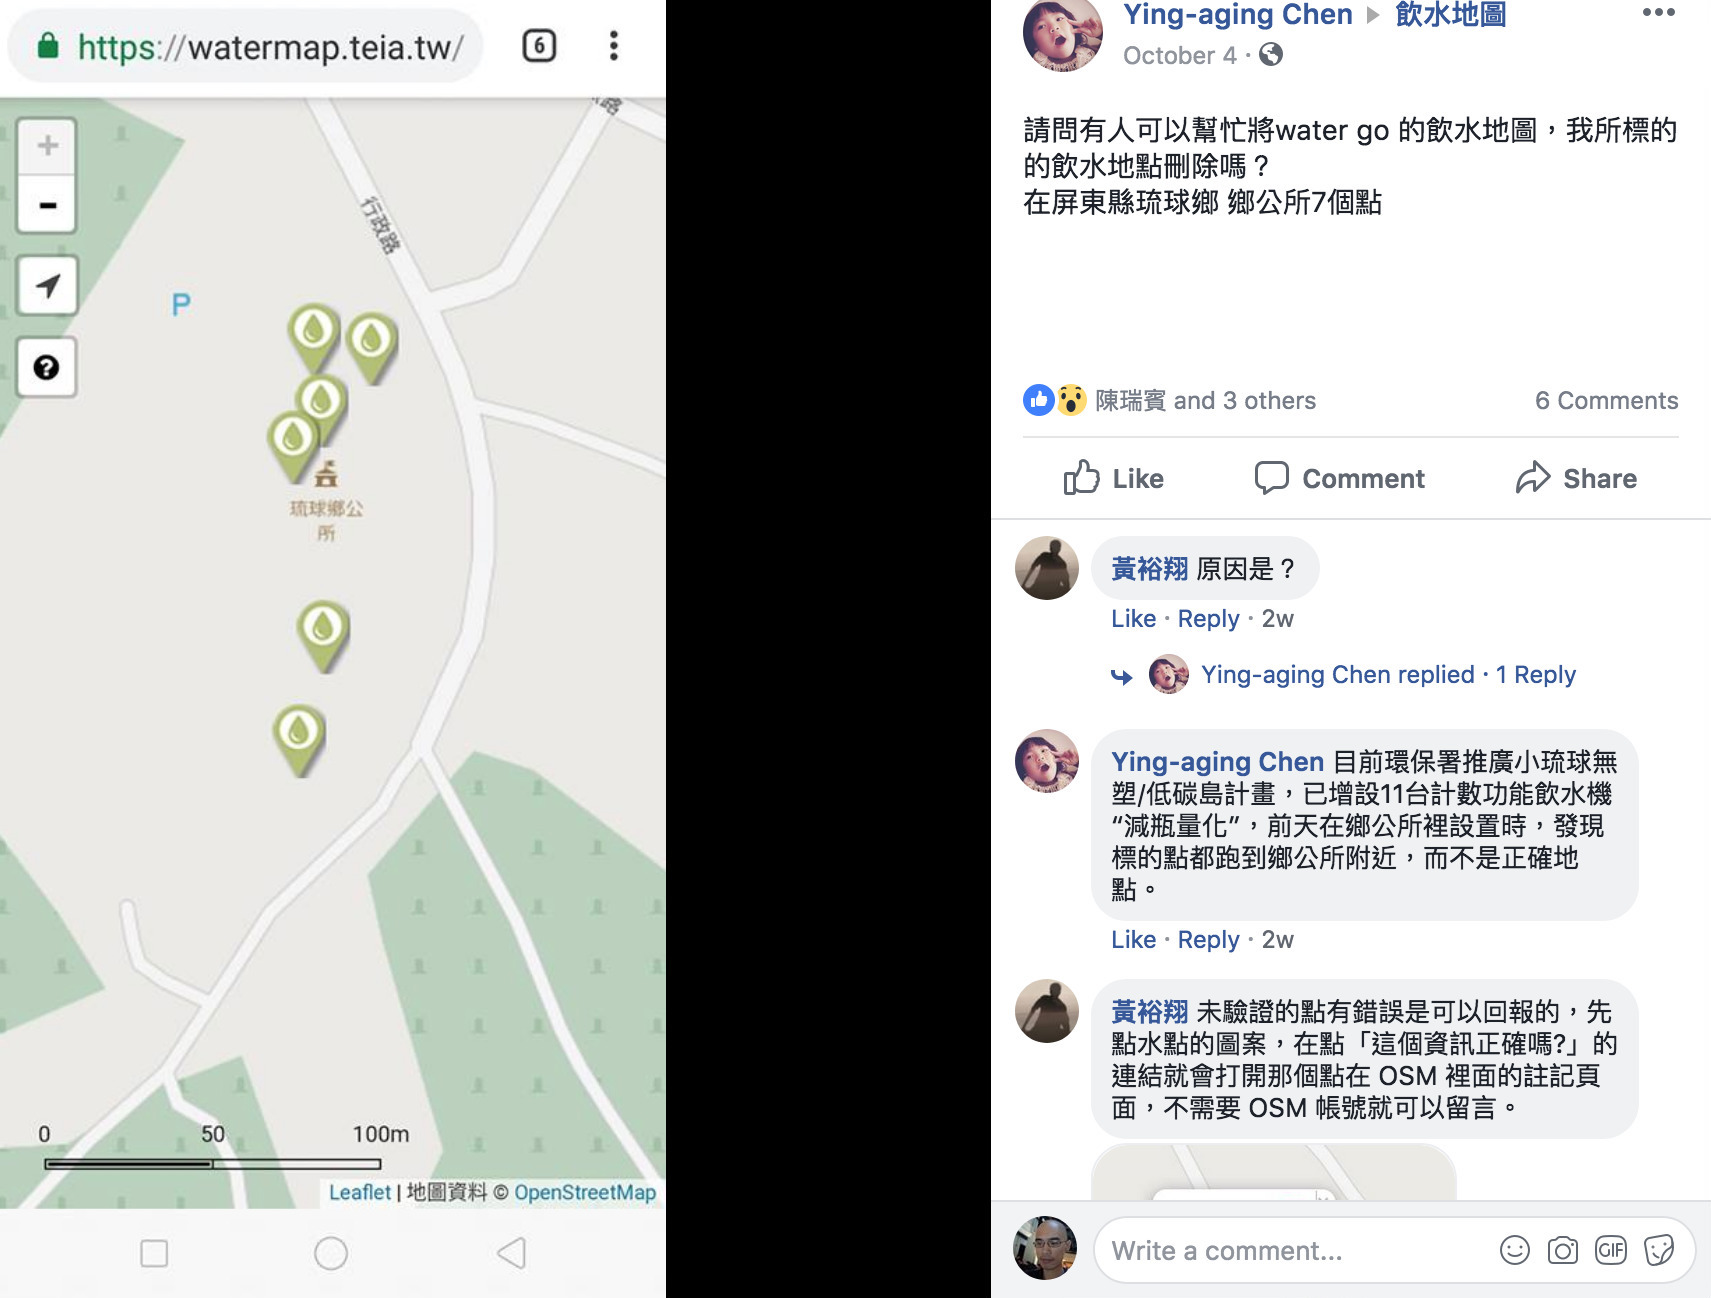 https://watermap.teia.tw/
6
+
-
?
行政路
路
P
琉球鄉公
所
0 50 100m
Leaflet | 地圖資料 © OpenStreetMap
Ying-aging Chen ▸ 飲水地圖
October 4 ·
請問有人可以幫忙將water go 的飲水地圖，我所標的
的飲水地點刪除嗎？
在屏東縣琉球鄉 鄉公所7個點
陳瑞賓 and 3 others
6 Comments
Like
Comment
Share
黃裕翔 原因是？
Like · Reply · 2w
Ying-aging Chen replied · 1 Reply
Ying-aging Chen 目前環保署推廣小琉球無
塑/低碳島計畫，已增設11台計數功能飲水機
“減瓶量化”，前天在鄉公所裡設置時，發現
標的點都跑到鄉公所附近，而不是正確地
點。
Like · Reply · 2w
黃裕翔 未驗證的點有錯誤是可以回報的，先
點水點的圖案，在點「這個資訊正確嗎?」的
連結就會打開那個點在 OSM 裡面的註記頁
面，不需要 OSM 帳號就可以留言。
Write a comment...
GIF